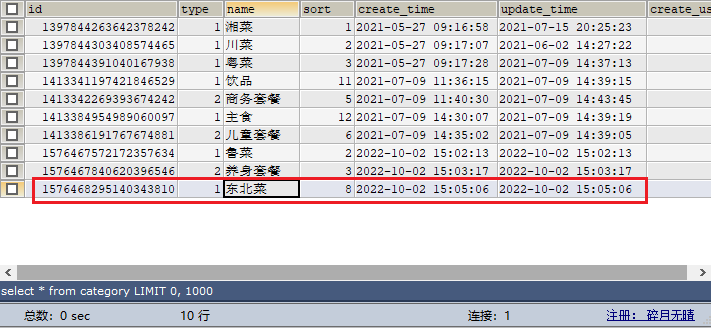 id type name sort create_time update_time create_us
1397844263642378242 1 湘菜 1 2021-05-27 09:16:58 2021-07-15 20:25:23
1397844303408574465 1 川菜 2 2021-05-27 09:17:07 2021-06-02 14:27:22
1397844391040167938 1 粤菜 3 2021-05-27 09:17:28 2021-07-09 14:37:13
1413341197421846529 1 饮品 11 2021-07-09 11:36:15 2021-07-09 14:39:15
1413342269393674242 2 商务套餐 5 2021-07-09 11:40:30 2021-07-09 14:43:45
1413384954989060097 1 主食 12 2021-07-09 14:30:07 2021-07-09 14:39:19
1413386191767674881 2 儿童套餐 6 2021-07-09 14:35:02 2021-07-09 14:39:05
1576467572172357634 1 鲁菜 2 2022-10-02 15:02:13 2022-10-02 15:02:13
1576467840620396546 2 养身套餐 3 2022-10-02 15:03:17 2022-10-02 15:03:17
1576468295140343810 1 东北菜 8 2022-10-02 15:05:06 2022-10-02 15:05:06
select * from category LIMIT 0, 1000
总数: 0 sec 10 行 连接: 1 注册: 碎月无晴